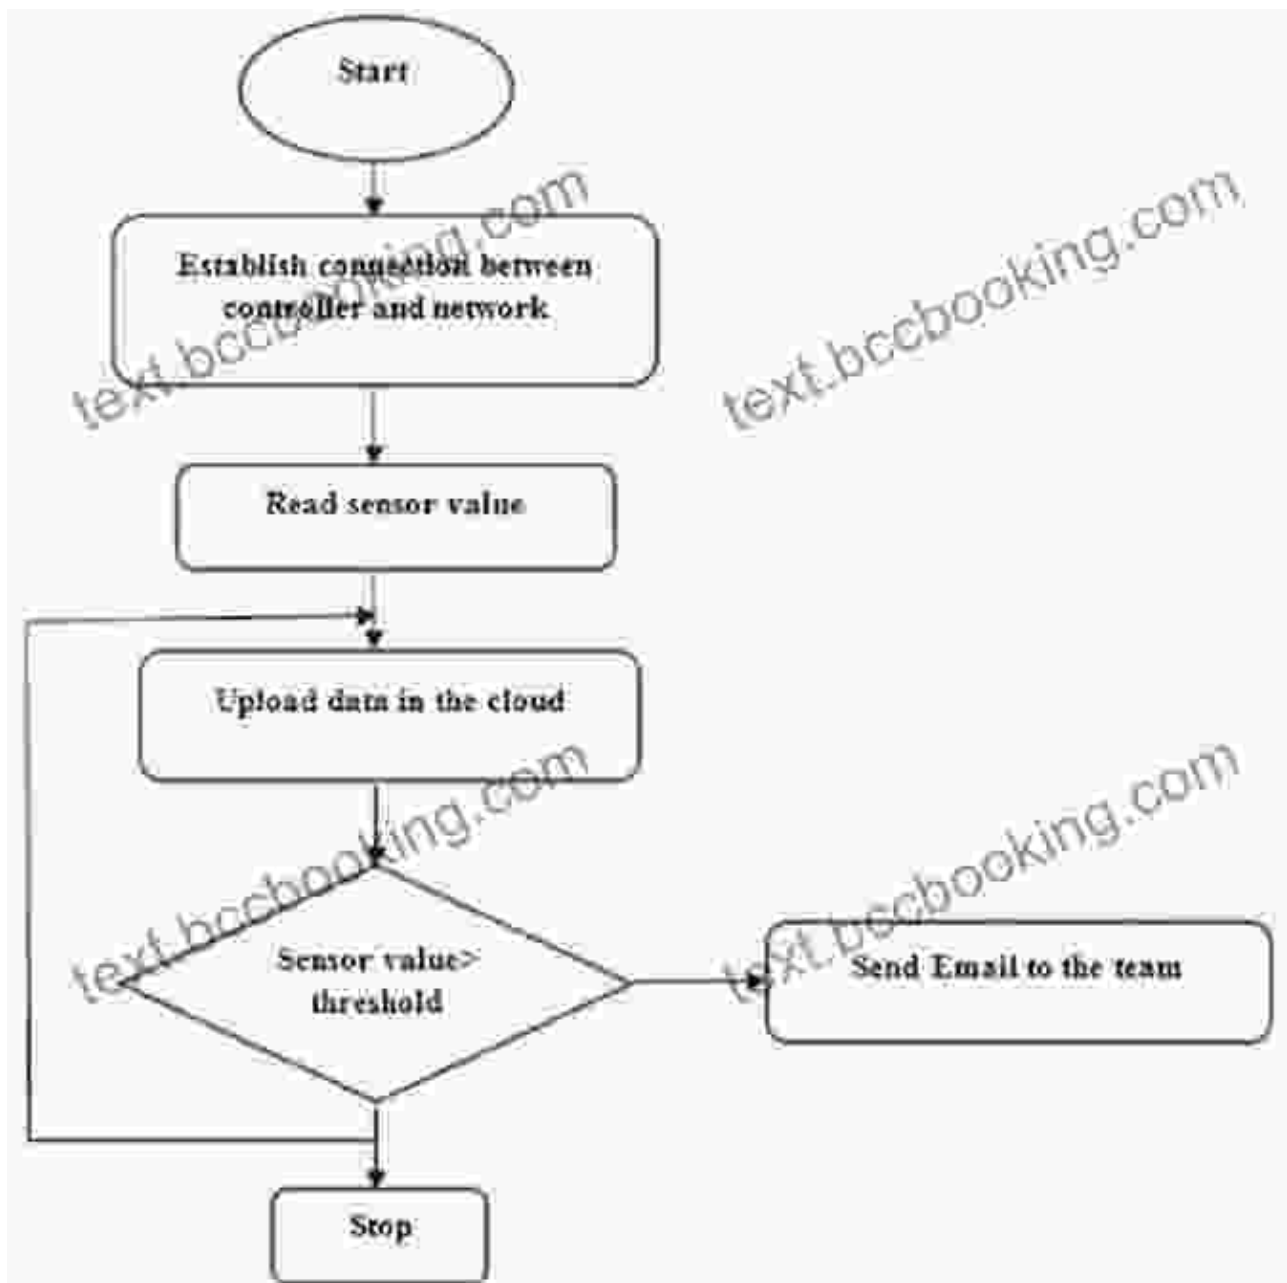 Start
text.bccbooking.com
text.bccbooking.com
Establish connection between
controller and network
Read sensor value
Upload data in the cloud
text.bccbooking.com
text.bccbooking.com
Sensor value>
threshold
Send Email to the team
Stop